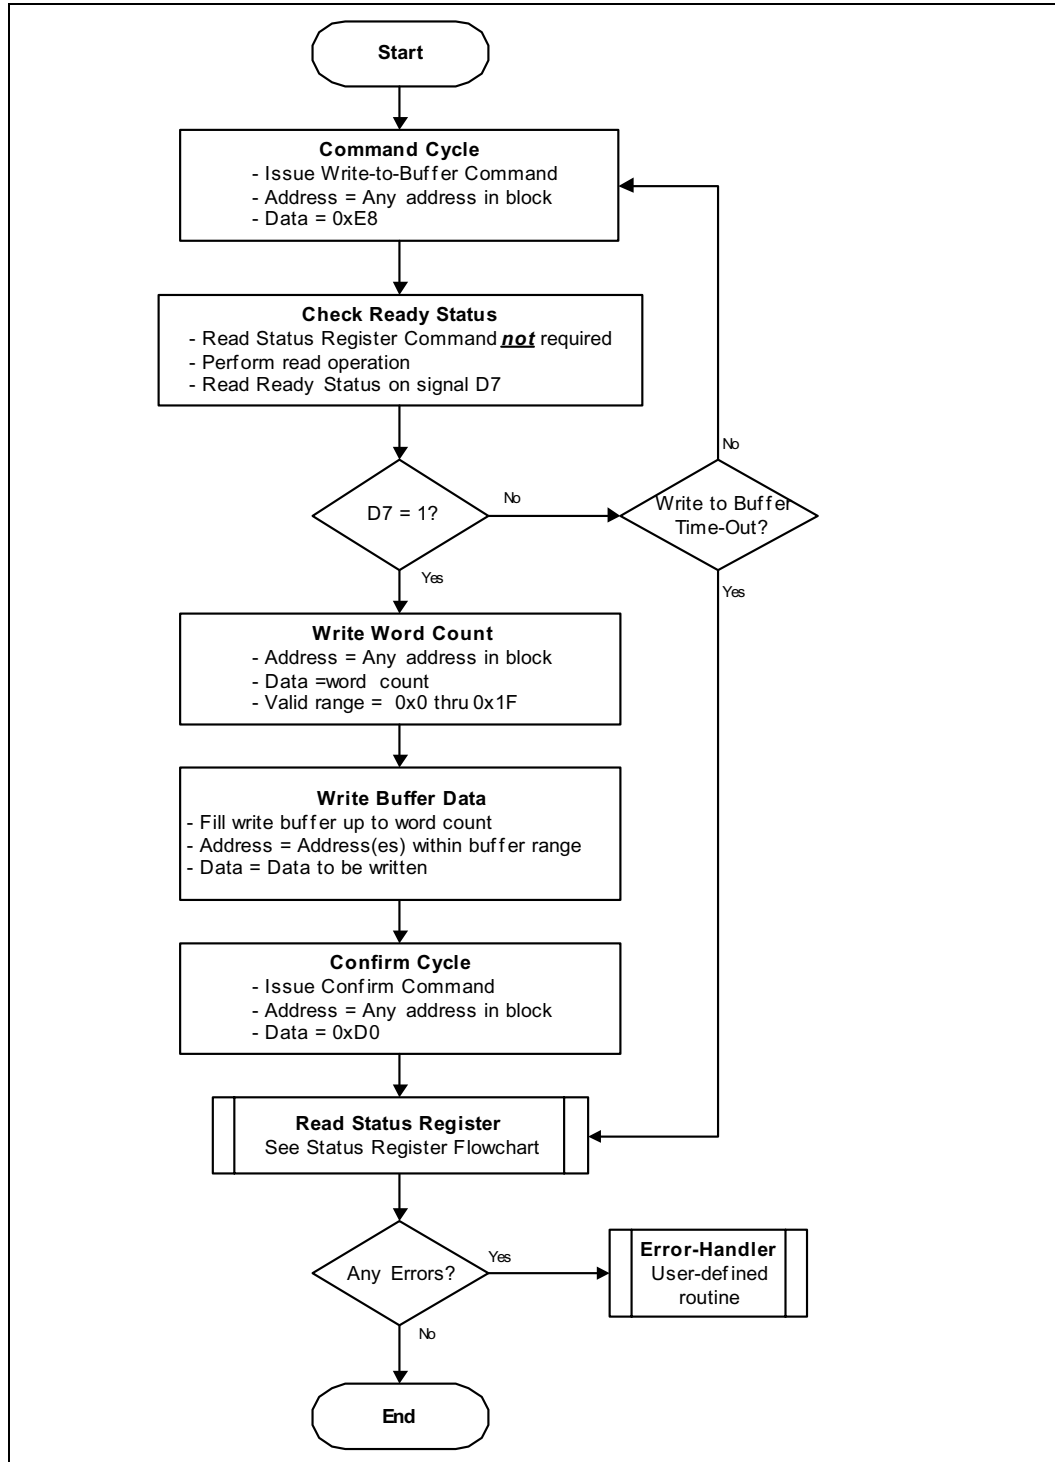 Start
Command Cycle
- Issue Write-to-Buffer Command
- Address = Any address in block
- Data = 0xE8
Check Ready Status
- Read Status Register Command not required
- Perform read operation
- Read Ready Status on signal D7
No
D7 = 1?
No
Write to Buffer
Time-Out?
Yes
Yes
Write Word Count
- Address = Any address in block
- Data =word count
- Valid range = 0x0 thru 0x1F
Write Buffer Data
- Fill write buffer up to word count
- Address = Address(es) within buffer range
- Data = Data to be written
Confirm Cycle
- Issue Confirm Command
- Address = Any address in block
- Data = 0xD0
Read Status Register
See Status Register Flowchart
Any Errors?
Yes
Error-Handler
User-defined
routine
No
End